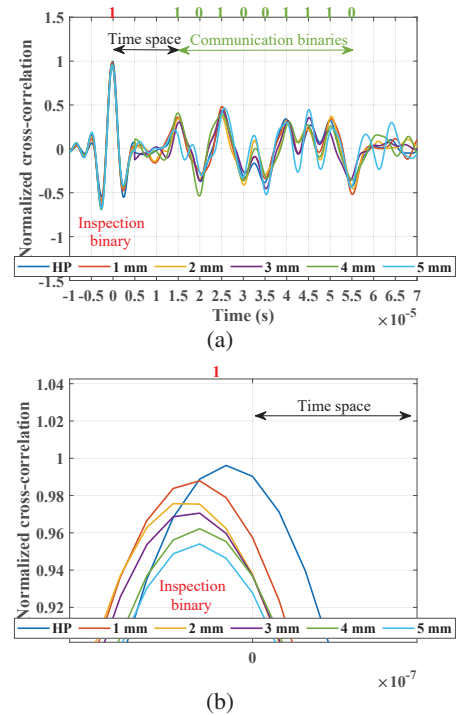 1 1 0 1 0 0 1 1 1 0
1.5
Time space Communication binaries
1
0.5
0
-0.5
-1
-1.5
Normalized cross-correlation
Inspection
binary
HP 1 mm 2 mm 3 mm 4 mm 5 mm
-1 -0.5 0 0.5 1 1.5 2 2.5 3 3.5 4 4.5 5 5.5 6 6.5 7
Time (s) ×10⁻⁵
(a)
1
1.04
Time space
1.02
1
0.98
0.96
0.94
0.92
Normalized cross-correlation
Inspection
binary
HP 1 mm 2 mm 3 mm 4 mm 5 mm
0
×10⁻⁷
(b)